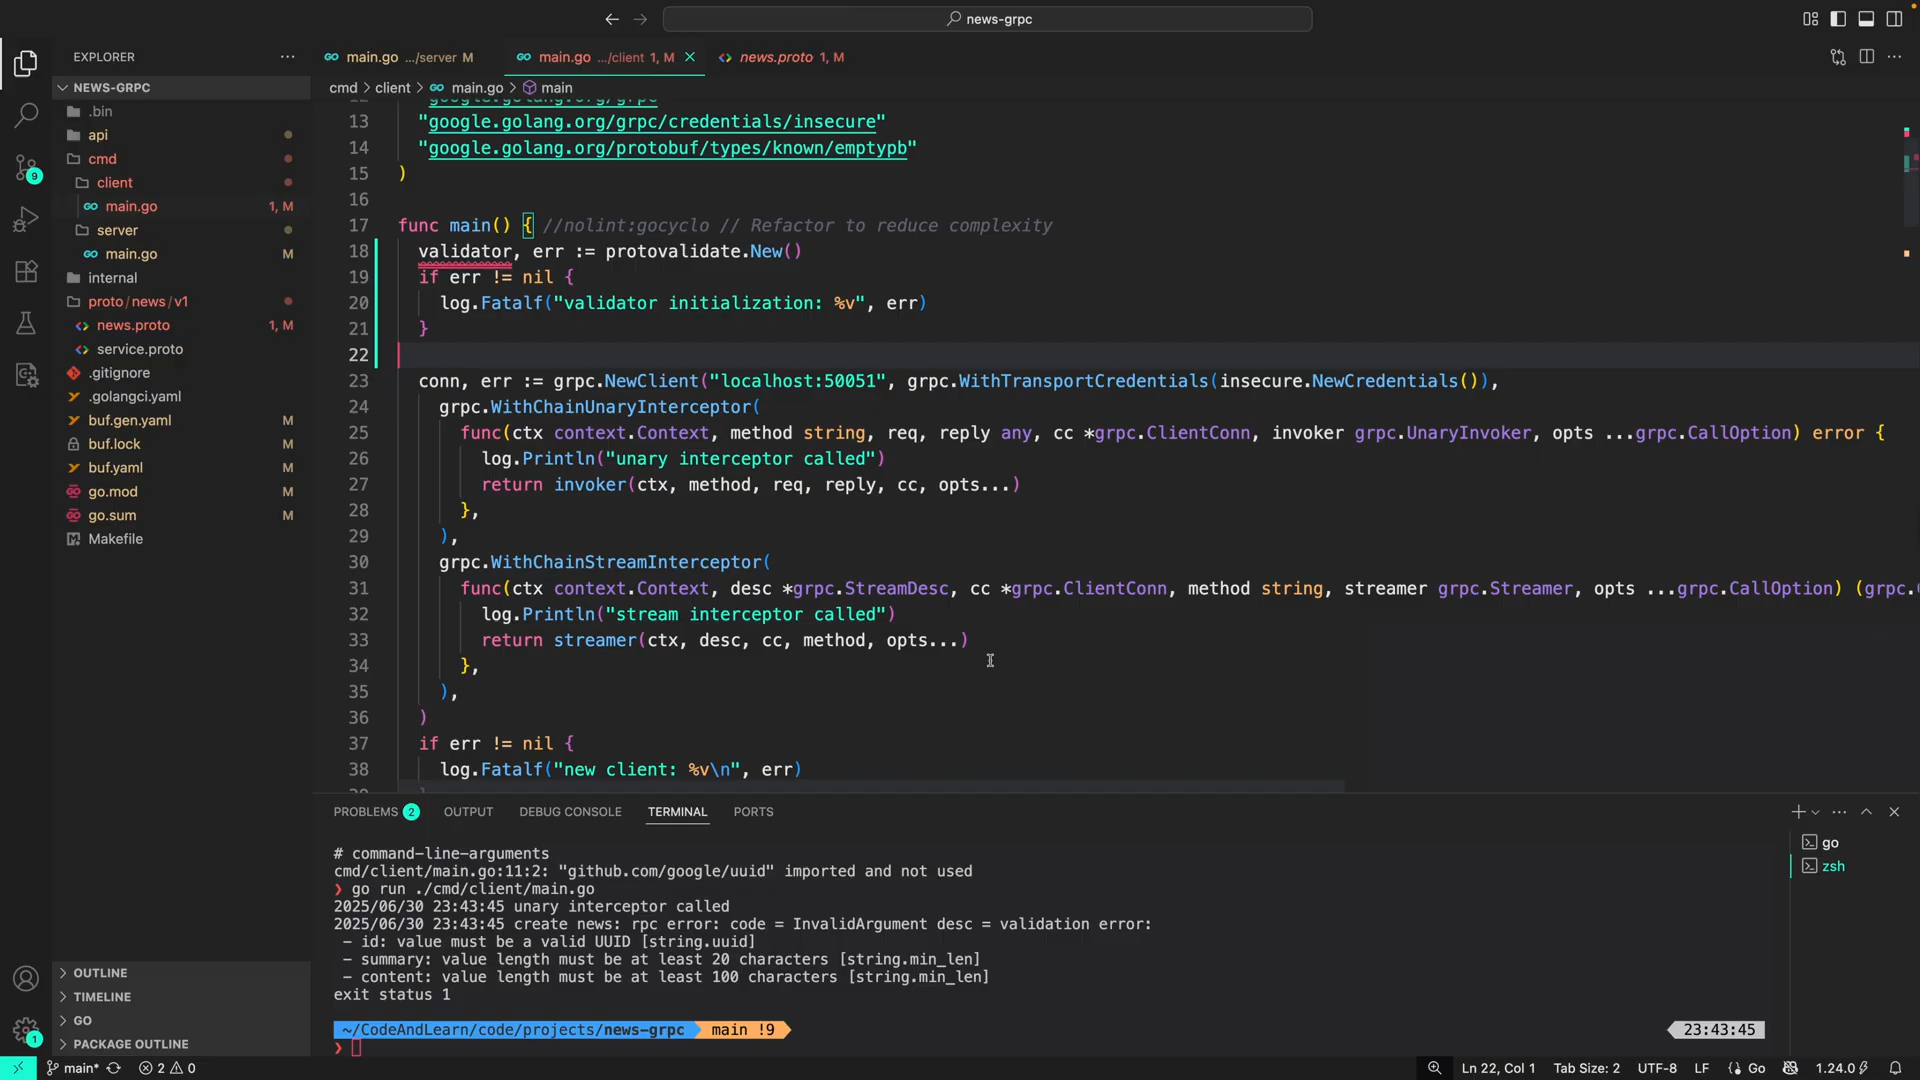 news-grpc
EXPLORER
NEWS-GRPC
.bin
api
cmd
client
main.go 1, M
server
main.go M
internal
proto/news/v1
news.proto 1, M
service.proto
.gitignore
.golangci.yaml
buf.gen.yaml M
buf.lock M
buf.yaml M
go.mod M
go.sum M
Makefile
OUTLINE
TIMELINE
GO
PACKAGE OUTLINE
9
1
main.go .../server M
main.go .../client 1, M
news.proto 1, M
cmd > client > main.go > main
"google.golang.org/grpc"
13 "google.golang.org/grpc/credentials/insecure"
14 "google.golang.org/protobuf/types/known/emptypb"
15 )
16
17 func main() { //nolint:gocyclo // Refactor to reduce complexity
18 validator, err := protovalidate.New()
19 if err != nil {
20 log.Fatalf("validator initialization: %v", err)
21 }
22
23 conn, err := grpc.NewClient("localhost:50051", grpc.WithTransportCredentials(insecure.NewCredentials()),
24 grpc.WithChainUnaryInterceptor(
25 func(ctx context.Context, method string, req, reply any, cc *grpc.ClientConn, invoker grpc.UnaryInvoker, opts ...grpc.CallOption) error {
26 log.Println("unary interceptor called")
27 return invoker(ctx, method, req, reply, cc, opts...)
28 },
29 ),
30 grpc.WithChainStreamInterceptor(
31 func(ctx context.Context, desc *grpc.StreamDesc, cc *grpc.ClientConn, method string, streamer grpc.Streamer, opts ...grpc.CallOption) (grpc.
32 log.Println("stream interceptor called")
33 return streamer(ctx, desc, cc, method, opts...)
34 },
35 ),
36 )
37 if err != nil {
38 log.Fatalf("new client: %v\n", err)
PROBLEMS 2 OUTPUT DEBUG CONSOLE TERMINAL PORTS
# command-line-arguments
cmd/client/main.go:11:2: "github.com/google/uuid" imported and not used
❯ go run ./cmd/client/main.go
2025/06/30 23:43:45 unary interceptor called
2025/06/30 23:43:45 create news: rpc error: code = InvalidArgument desc = validation error:
- id: value must be a valid UUID [string.uuid]
- summary: value length must be at least 20 characters [string.min_len]
- content: value length must be at least 100 characters [string.min_len]
exit status 1
~/CodeAndLearn/code/projects/news-grpc main !9 23:43:45
❯
go
zsh
main* 2 0 Ln 22, Col 1 Tab Size: 2 UTF-8 LF Go 1.24.0